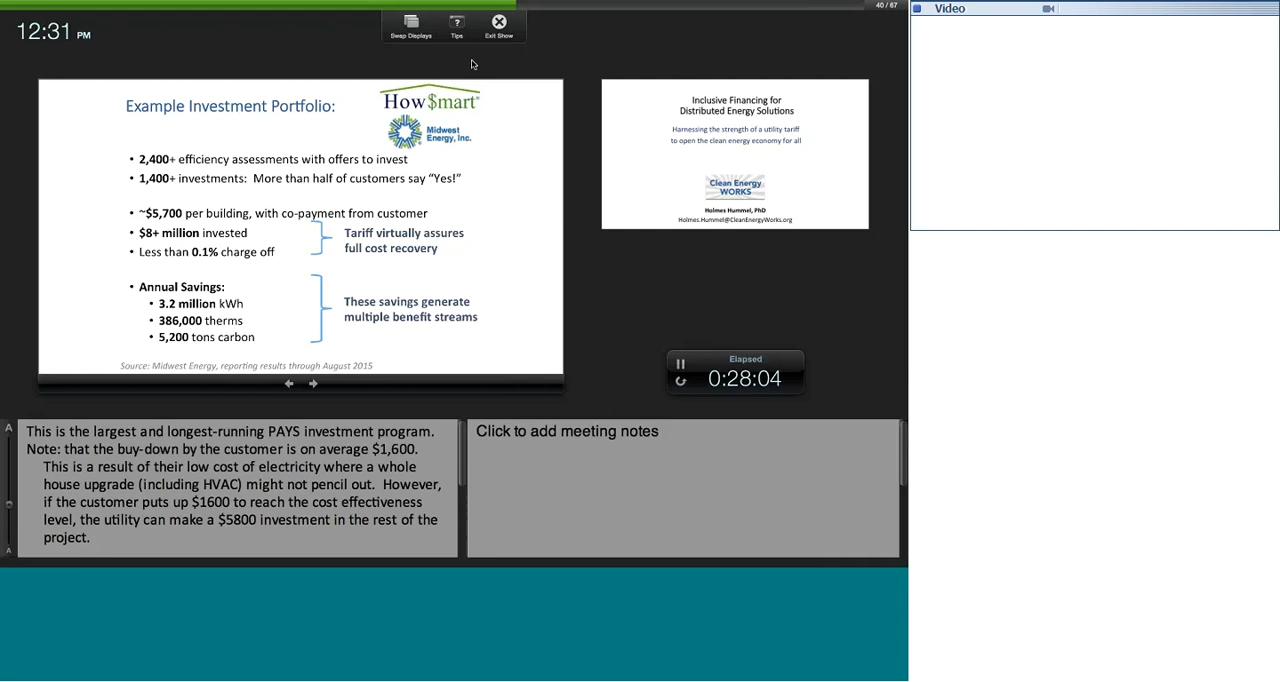 40 / 67
Video
12:31 PM
Swap Displays
Tips
Exit Show
Example Investment Portfolio:
How$mart®
Midwest
Energy, Inc.
• 2,400+ efficiency assessments with offers to invest
• 1,400+ investments: More than half of customers say “Yes!”
• ~$5,700 per building, with co-payment from customer
• $8+ million invested
• Less than 0.1% charge off
Tariff virtually assures
full cost recovery
• Annual Savings:
• 3.2 million kWh
• 386,000 therms
• 5,200 tons carbon
These savings generate
multiple benefit streams
Source: Midwest Energy, reporting results through August 2015
Inclusive Financing for
Distributed Energy Solutions
Harnessing the strength of a utility tariff
to open the clean energy economy for all
Clean Energy
WORKS
Holmes Hummel, PhD
Holmes.Hummel@CleanEnergyWorks.org
Elapsed
0:28:04
A
A
This is the largest and longest-running PAYS investment program.
Note: that the buy-down by the customer is on average $1,600.
This is a result of their low cost of electricity where a whole
house upgrade (including HVAC) might not pencil out. However,
if the customer puts up $1600 to reach the cost effectiveness
level, the utility can make a $5800 investment in the rest of the
project.
Click to add meeting notes